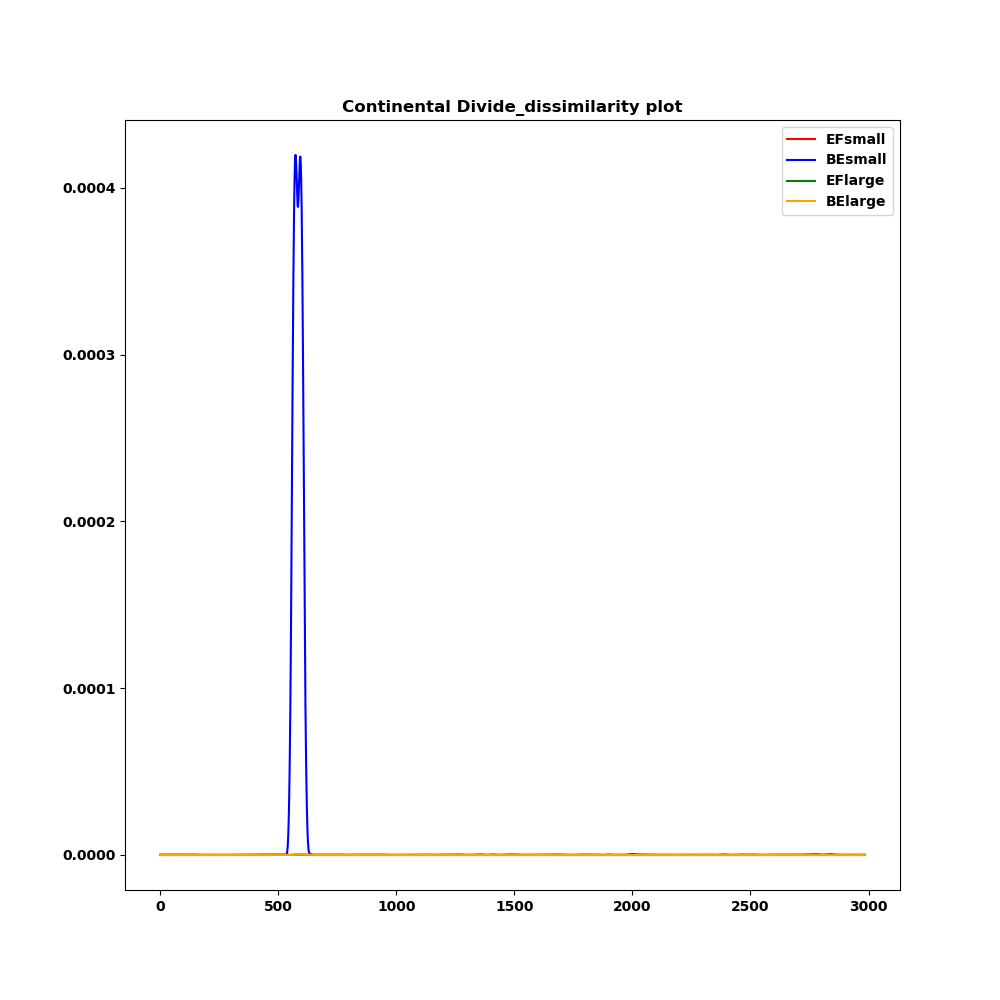 Continental Divide_dissimilarity plot
EFsmall
BEsmall
EFlarge
BElarge
0.0004
0.0003
0.0002
0.0001
0.0000
0 500 1000 1500 2000 2500 3000